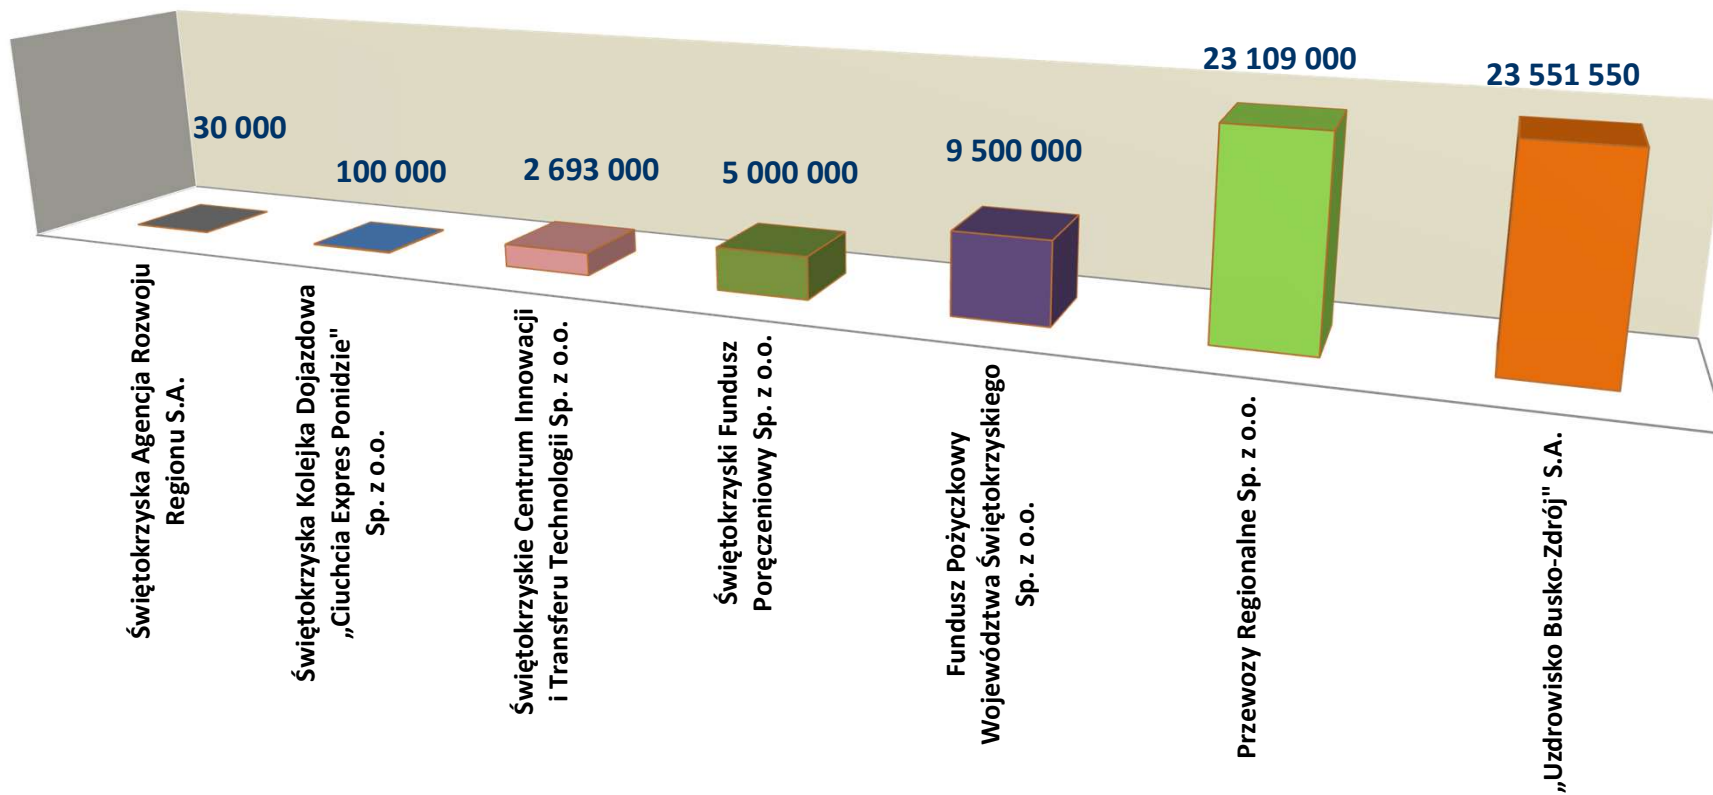 30 000
100 000
2 693 000
5 000 000
9 500 000
23 109 000
23 551 550
Świętokrzyska Agencja Rozwoju
Regionu S.A.
Świętokrzyska Kolejka Dojazdowa
„Ciuchcia Expres Ponidzie"
Sp. z o.o.
Świętokrzyskie Centrum Innowacji
i Transferu Technologii Sp. z o.o.
Świętokrzyski Fundusz
Poręczeniowy Sp. z o.o.
Fundusz Pożyczkowy
Województwa Świętokrzyskiego
Sp. z o.o.
Przewozy Regionalne Sp. z o.o.
„Uzdrowisko Busko-Zdrój" S.A.